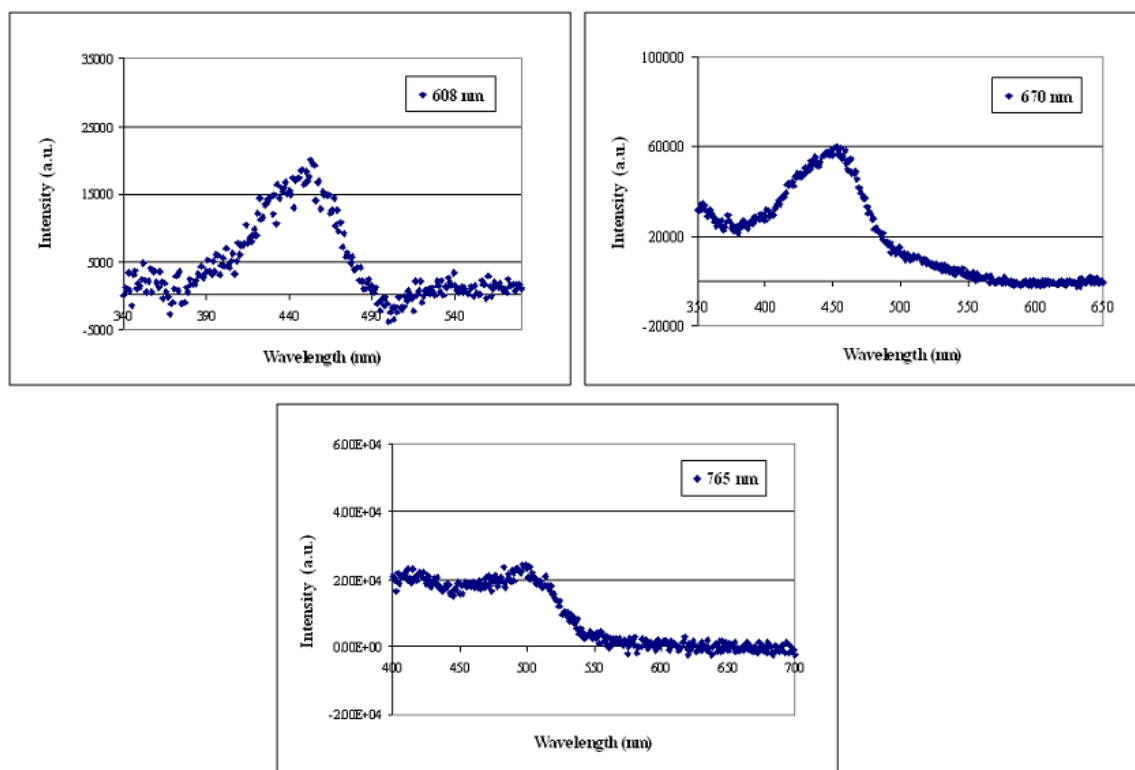 35000
25000
15000
5000
-5000
340
390
440
490
540
608 nm
Intensity (a.u.)
Wavelength (nm)
100000
60000
20000
-20000
350
400
450
500
550
600
650
670 nm
Intensity (a.u.)
Wavelength (nm)
6.00E+04
4.00E+04
2.00E+04
0.00E+00
-2.00E+04
400
450
500
550
600
650
700
765 nm
Intensity (a.u.)
Wavelength (nm)